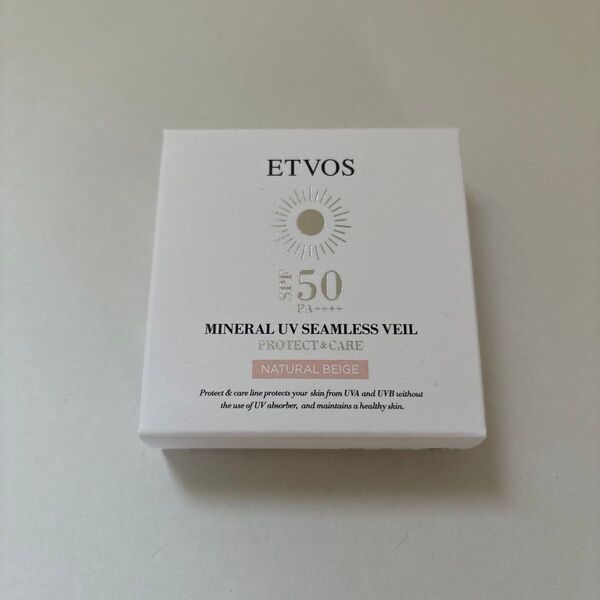 ETVOS
SPF 50
PA++++
MINERAL UV SEAMLESS VEIL
PROTECT&CARE
NATURAL BEIGE
Protect & care line protects your skin from UVA and UVB without
the use of UV absorber, and maintains a healthy skin.